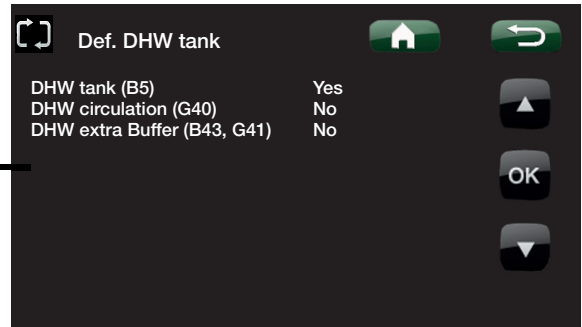 Def. DHW tank
DHW tank (B5) Yes
DHW circulation (G40) No
DHW extra Buffer (B43, G41) No
OK